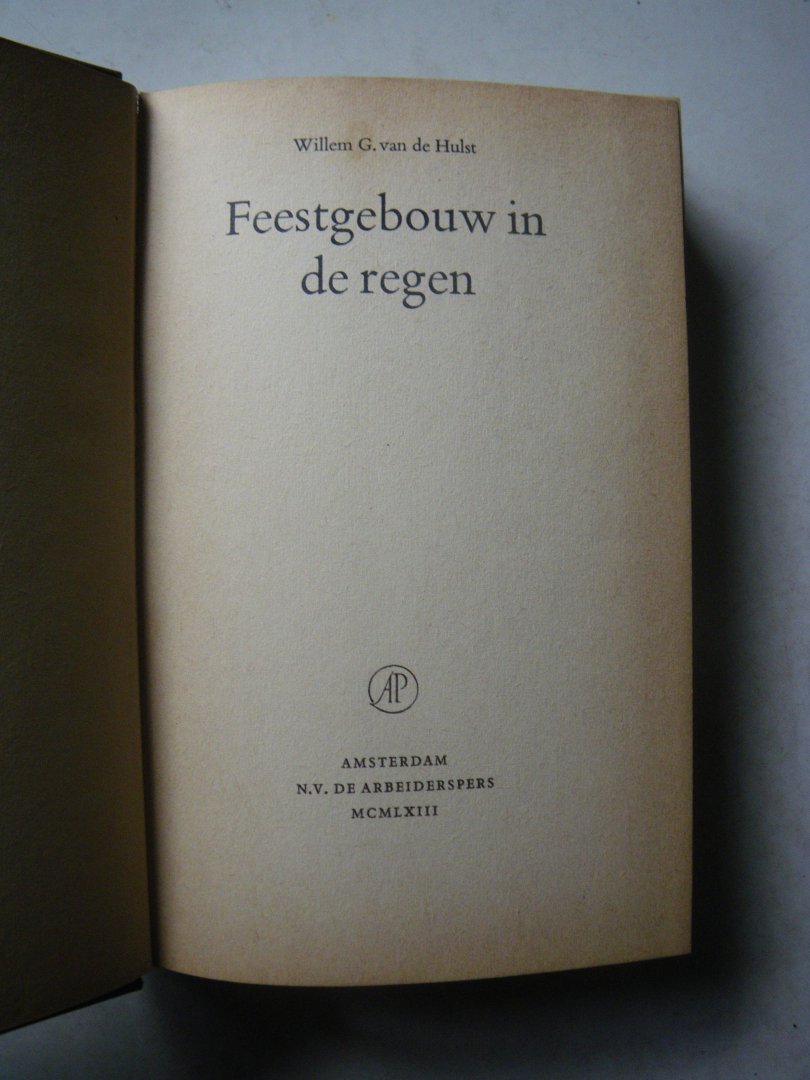 Willem G. van de Hulst
Feestgebouw in
de regen
AP
AMSTERDAM
N.V. DE ARBEIDERSPERS
MCMLXIII